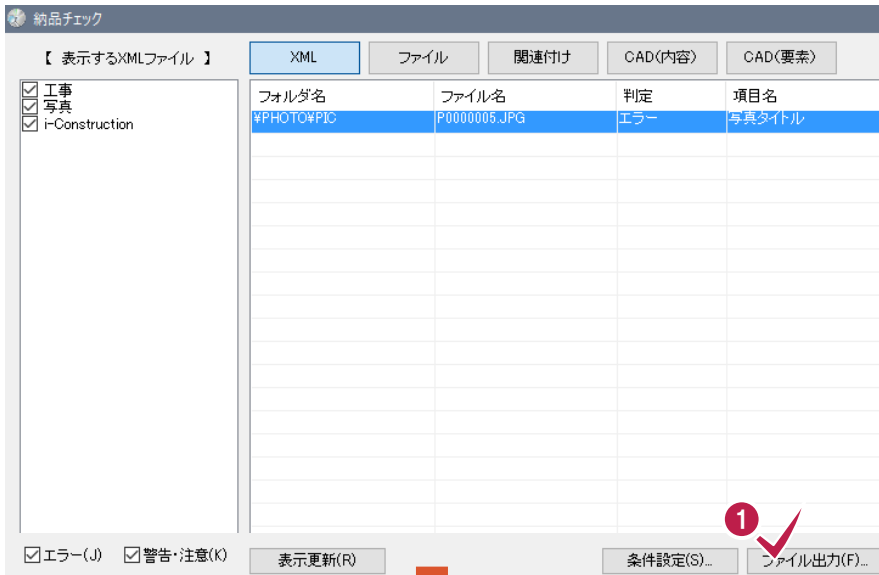 納品チェック
【 表示するXMLファイル 】
XML ファイル 関連付け CAD(内容) CAD(要素)
工事
写真
i-Construction
フォルダ名 ファイル名 判定 項目名
¥PHOTO¥PIC P0000005.JPG エラー 写真タイトル
1
エラー(J) 警告・注意(K) 表示更新(R) 条件設定(S)... ファイル出力(F)...